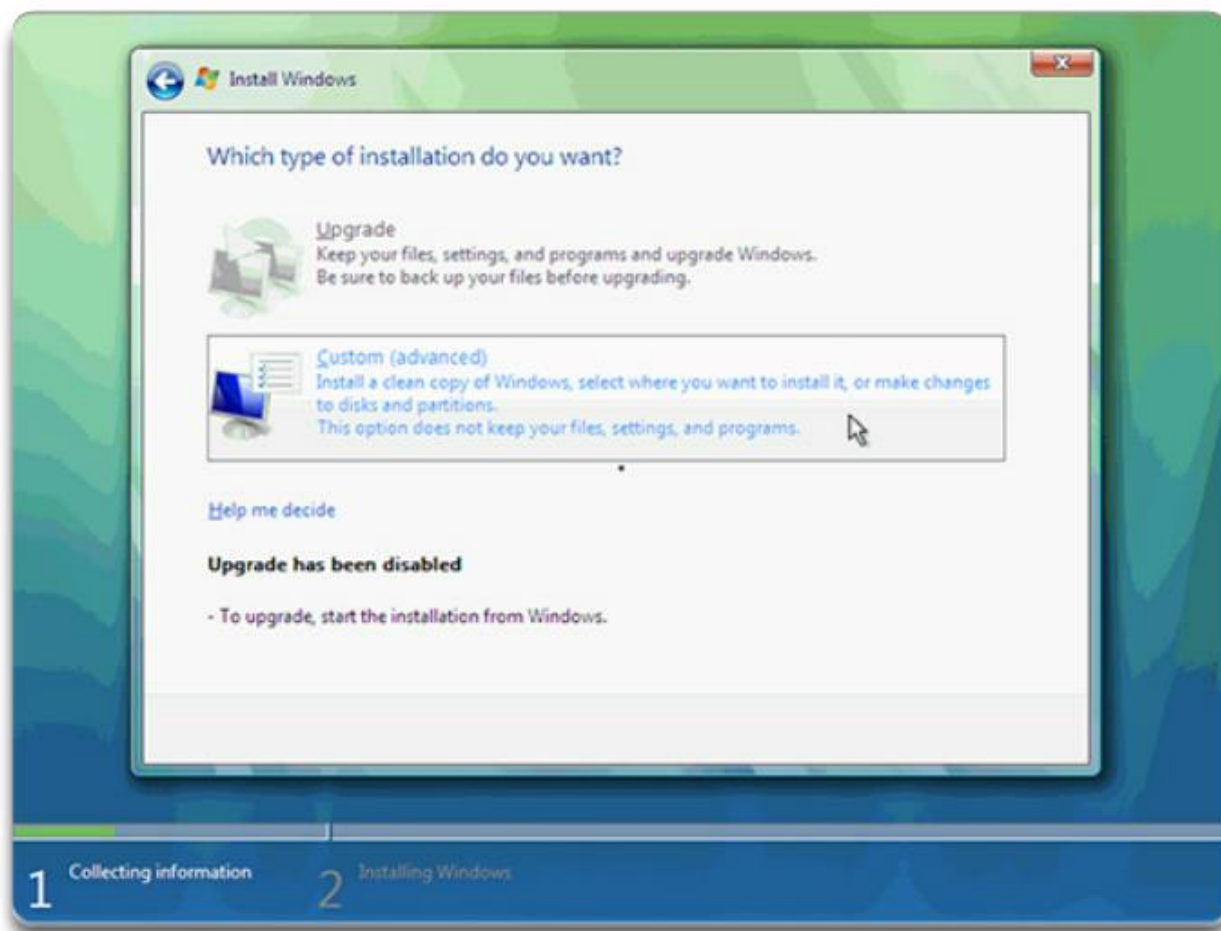 Install Windows
Which type of installation do you want?
Upgrade
Keep your files, settings, and programs and upgrade Windows.
Be sure to back up your files before upgrading.
Custom (advanced)
Install a clean copy of Windows, select where you want to install it, or make changes
to disks and partitions.
This option does not keep your files, settings, and programs.
Help me decide
Upgrade has been disabled
- To upgrade, start the installation from Windows.
1 Collecting information 2 Installing Windows